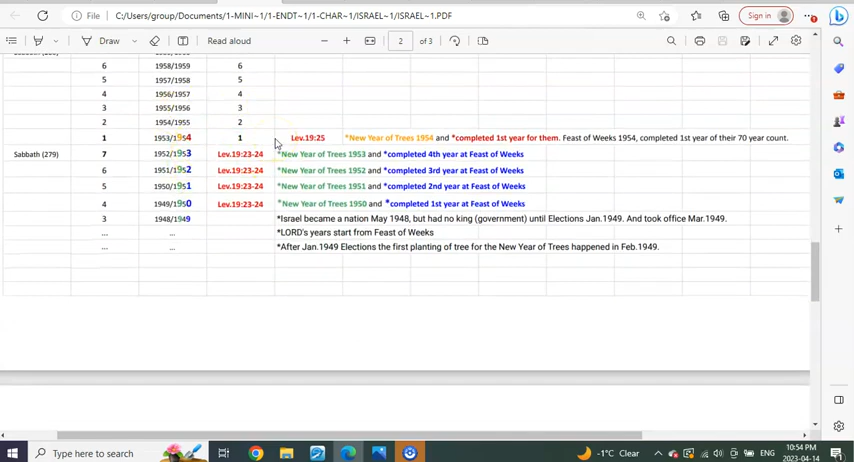 File
C:/Users/group/Documents/1-MINI~1/1-ENDT~1/1-CHAR~1/ISRAEL~1/ISRAEL~1.PDF
Sign in
Draw
Read aloud
2
of 3
6 1958/1959 6
5 1957/1958 5
4 1956/1957 4
3 1955/1956 3
2 1954/1955 2
1 1953/1954 1 Lev.19:25 *New Year of Trees 1954 and *completed 1st year for them. Feast of Weeks 1954, completed 1st year of their 70 year count.
Sabbath (279) 7 1952/1953 Lev.19:23-24 *New Year of Trees 1953 and *completed 4th year at Feast of Weeks
6 1951/1952 Lev.19:23-24 *New Year of Trees 1952 and *completed 3rd year at Feast of Weeks
5 1950/1951 Lev.19:23-24 *New Year of Trees 1951 and *completed 2nd year at Feast of Weeks
4 1949/1950 Lev.19:23-24 *New Year of Trees 1950 and *completed 1st year at Feast of Weeks
3 1948/1949 *Israel became a nation May 1948, but had no king (government) until Elections Jan.1949. And took office Mar.1949.
... ... *LORD's years start from Feast of Weeks
... ... *After Jan.1949 Elections the first planting of tree for the New Year of Trees happened in Feb.1949.
Type here to search
-1°C Clear
ENG
10:54 PM
2023-04-14